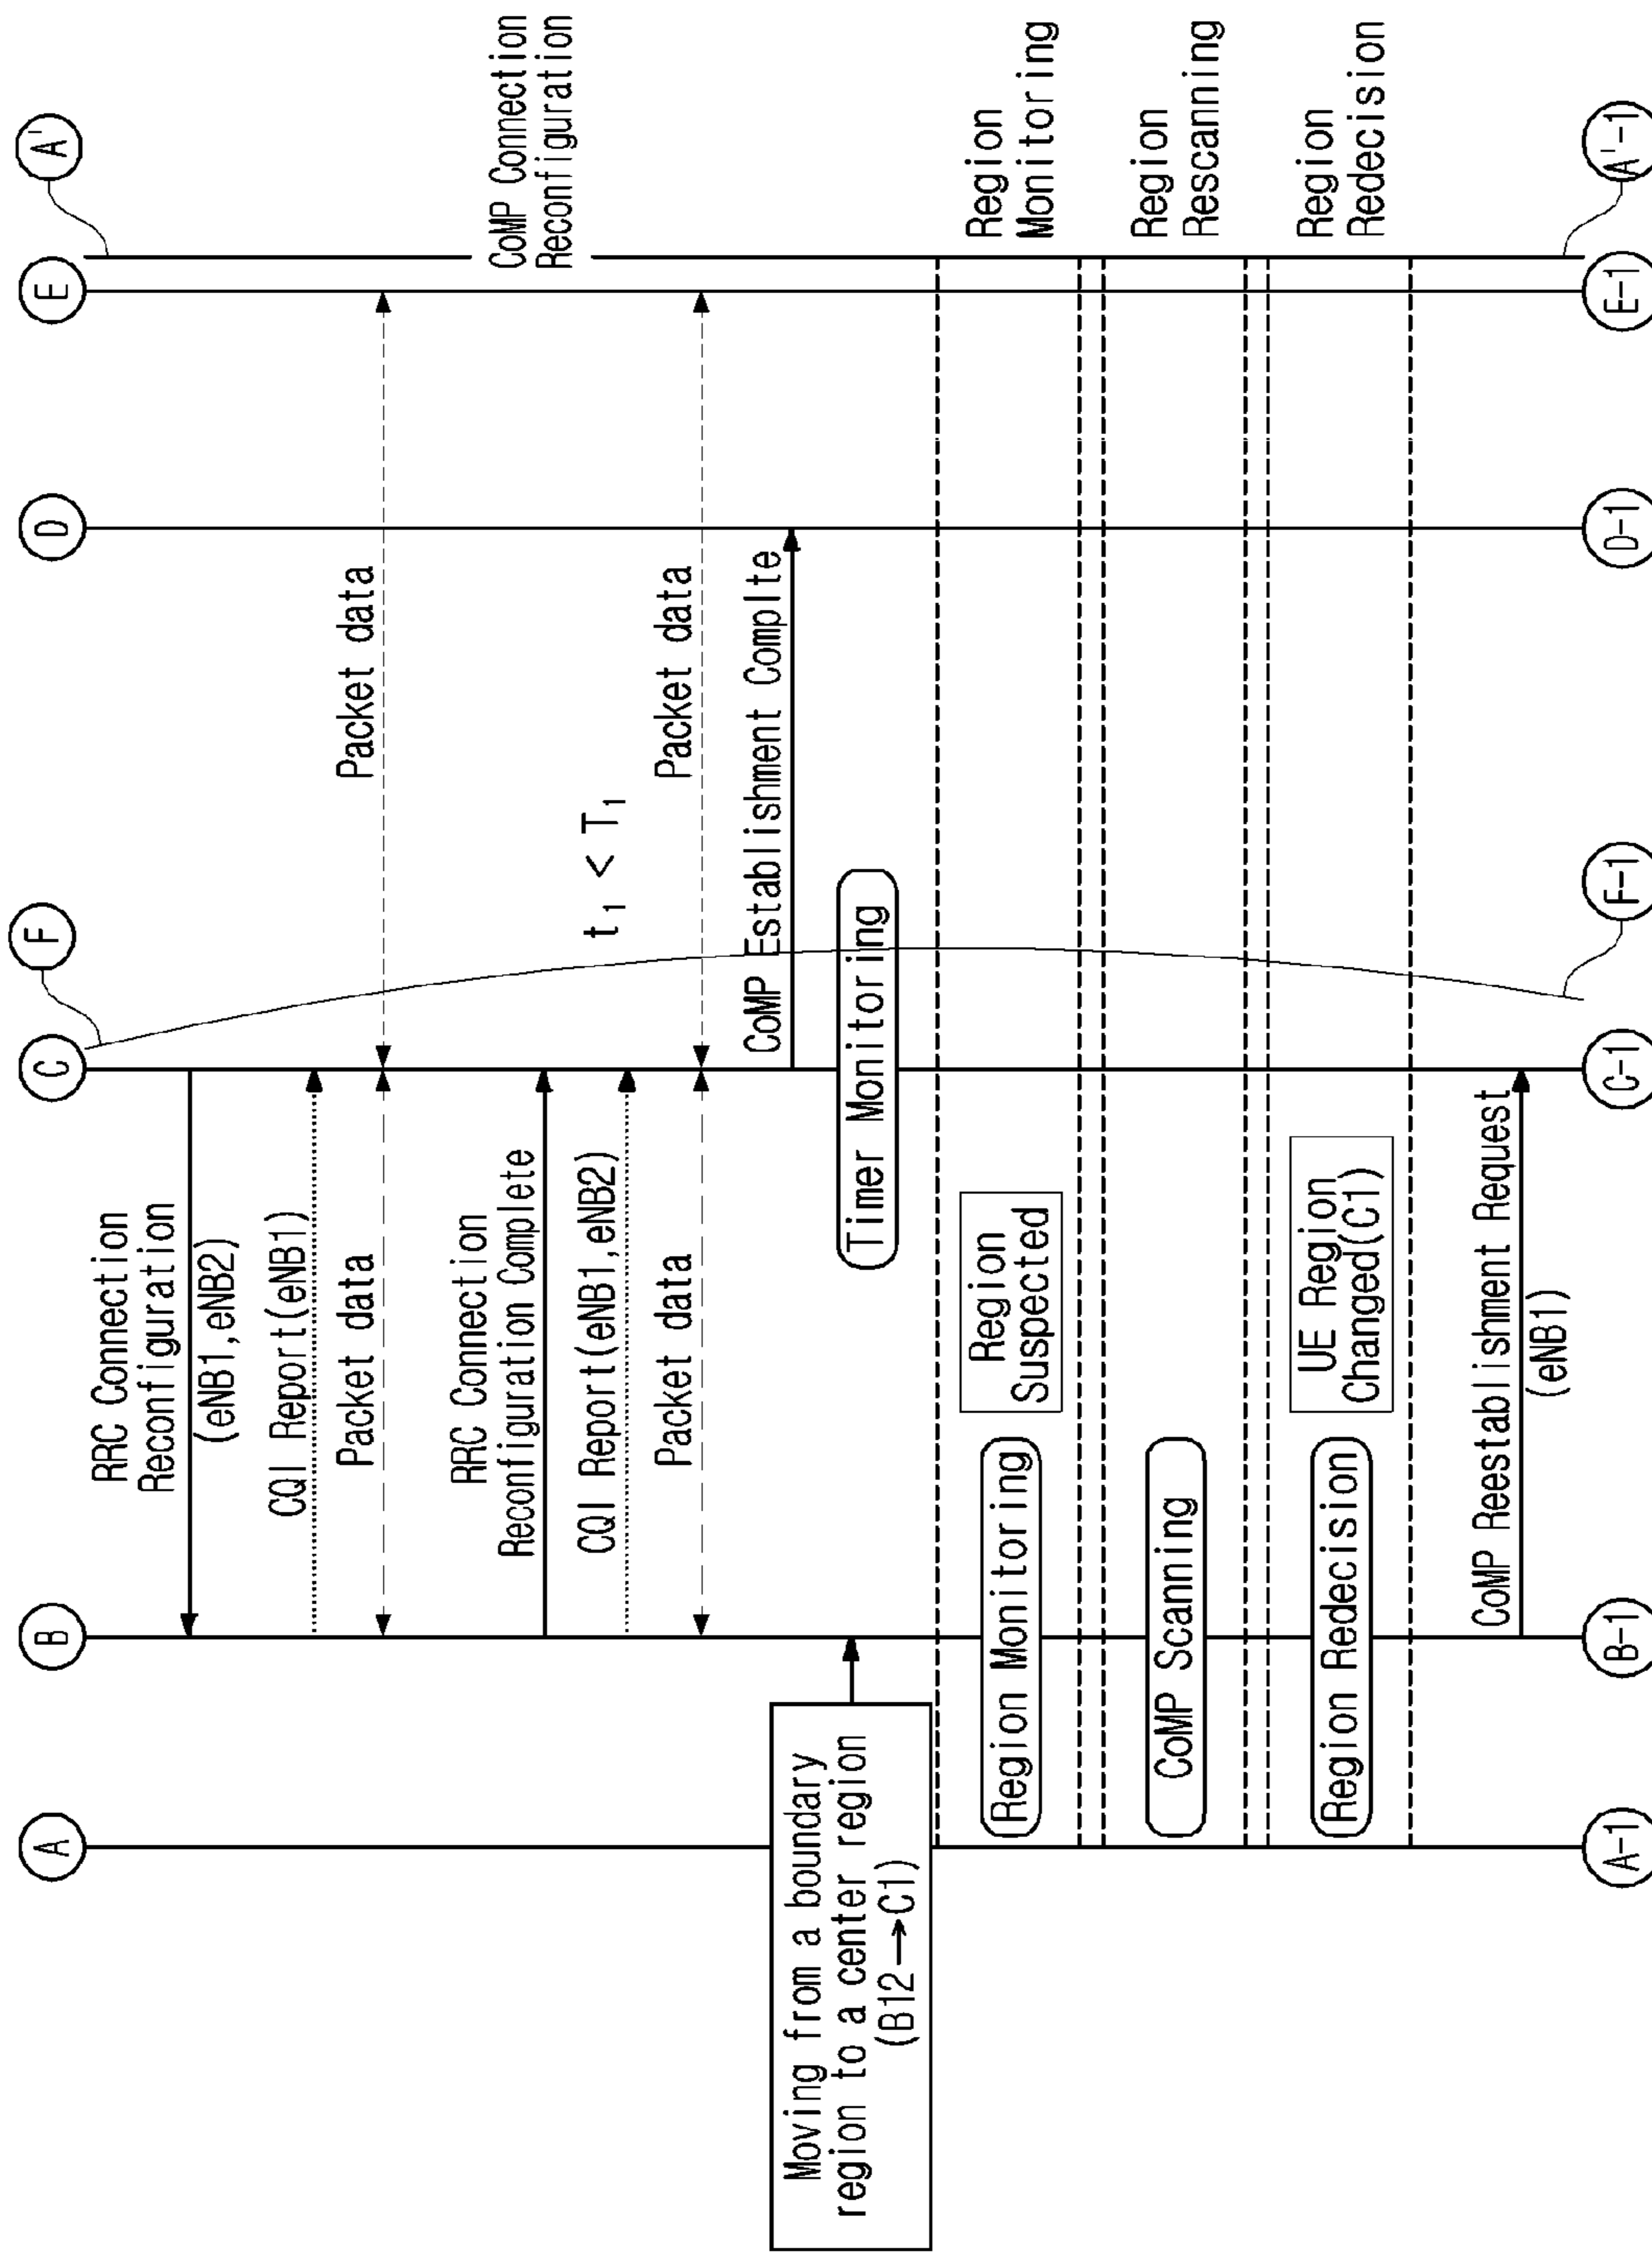 A
B
C
F
D
E
A'
RRC Connection
Reconfiguration
(eNB1,eNB2)
CQI Report(eNB1)
Packet data
Packet data
RRC Connection
Reconfiguration Complete
CoMP Connection
Reconfiguration
CQI Report(eNB1,eNB2)
t₁ < T₁
Packet data
Packet data
CoMP Establishment Complte
Moving from a boundary
region to a center region
(B12→C1)
Timer Monitoring
Region Monitoring
Region
Suspected
Region
Monitoring
CoMP Scanning
Region
Rescanning
Region Redecision
UE Region
Changed(C1)
Region
Redecision
CoMP Reestablishment Request
(eNB1)
A-1
B-1
C-1
F-1
D-1
E-1
A'-1